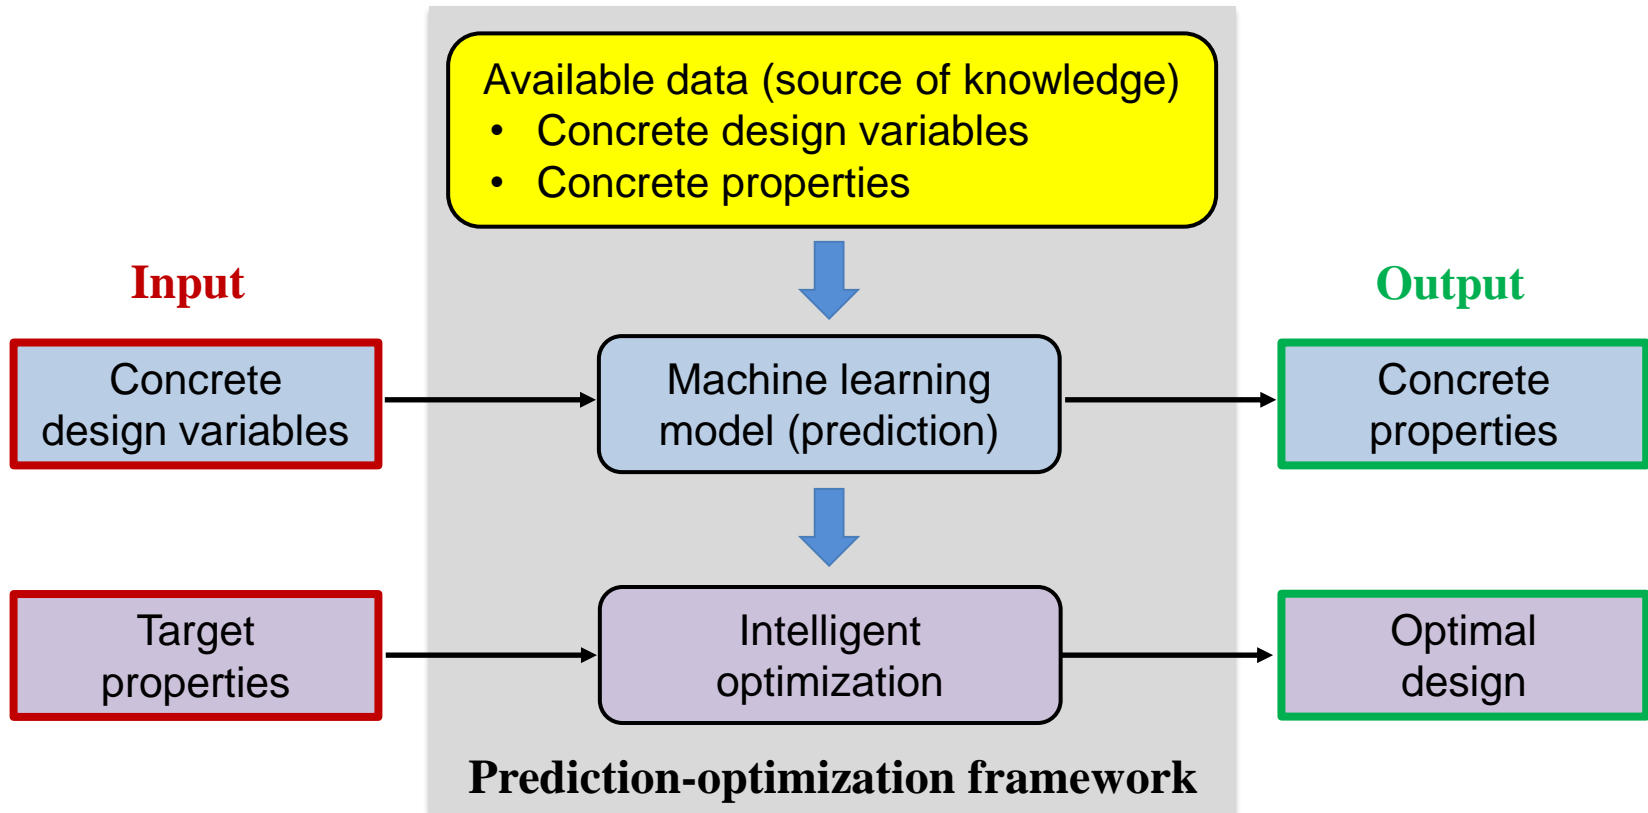 Available data (source of knowledge)
• Concrete design variables
• Concrete properties
Input
Output
Concrete
design variables
Machine learning
model (prediction)
Concrete
properties
Target
properties
Intelligent
optimization
Optimal
design
Prediction-optimization framework